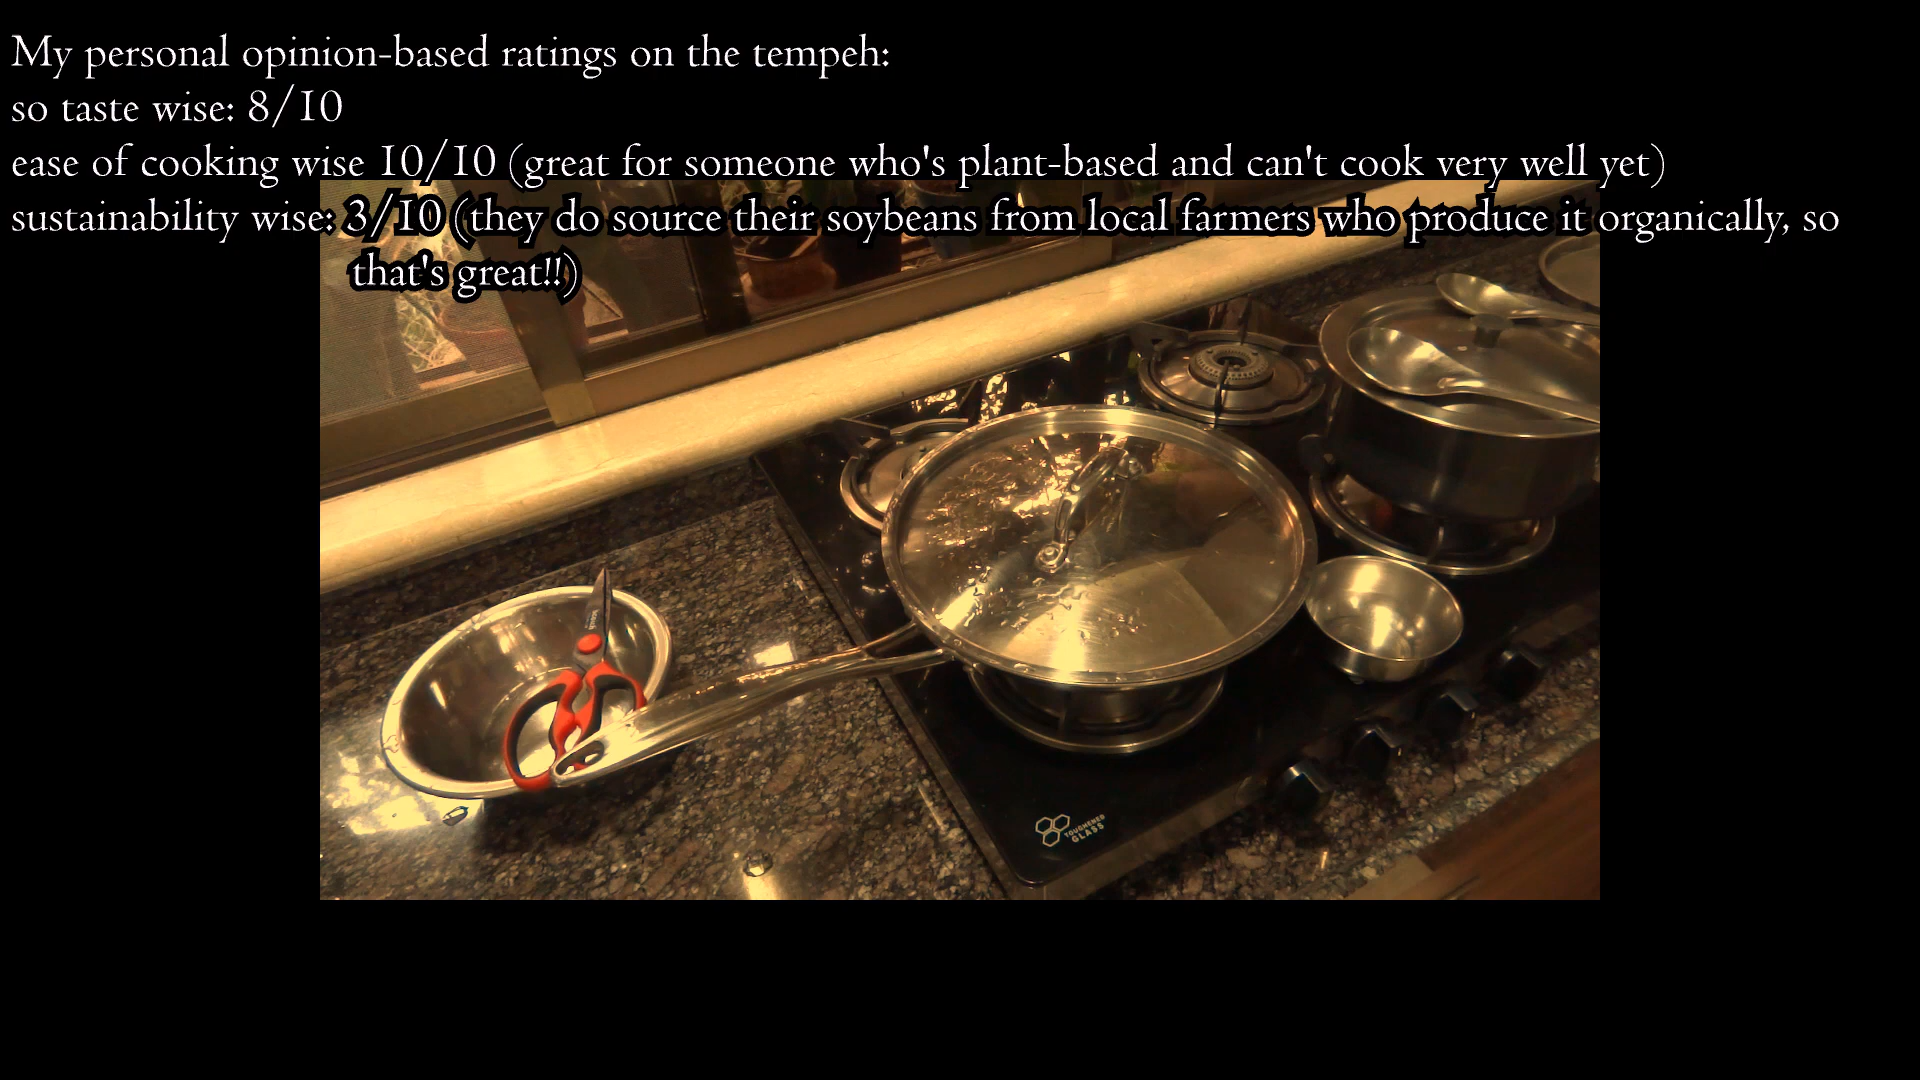 My personal opinion-based ratings on the tempeh:
so taste wise: 8/10
ease of cooking wise 10/10 (great for someone who's plant-based and can't cook very well yet)
sustainability wise: 3/10 (they do source their soybeans from local farmers who produce it organically, so
that's great!!)
TOUGHENED
GLASS